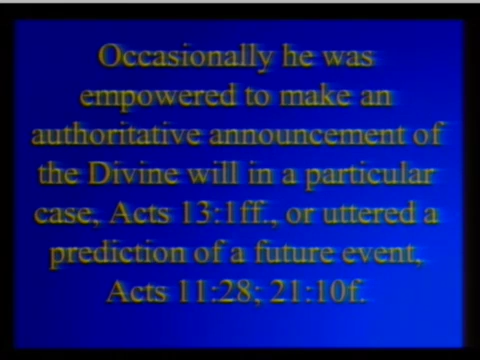 Occasionally he was
empowered to make an
authoritative announcement of
the Divine will in a particular
case, Acts 13:1ff., or uttered a
prediction of a future event,
Acts 11:28; 21:10f.